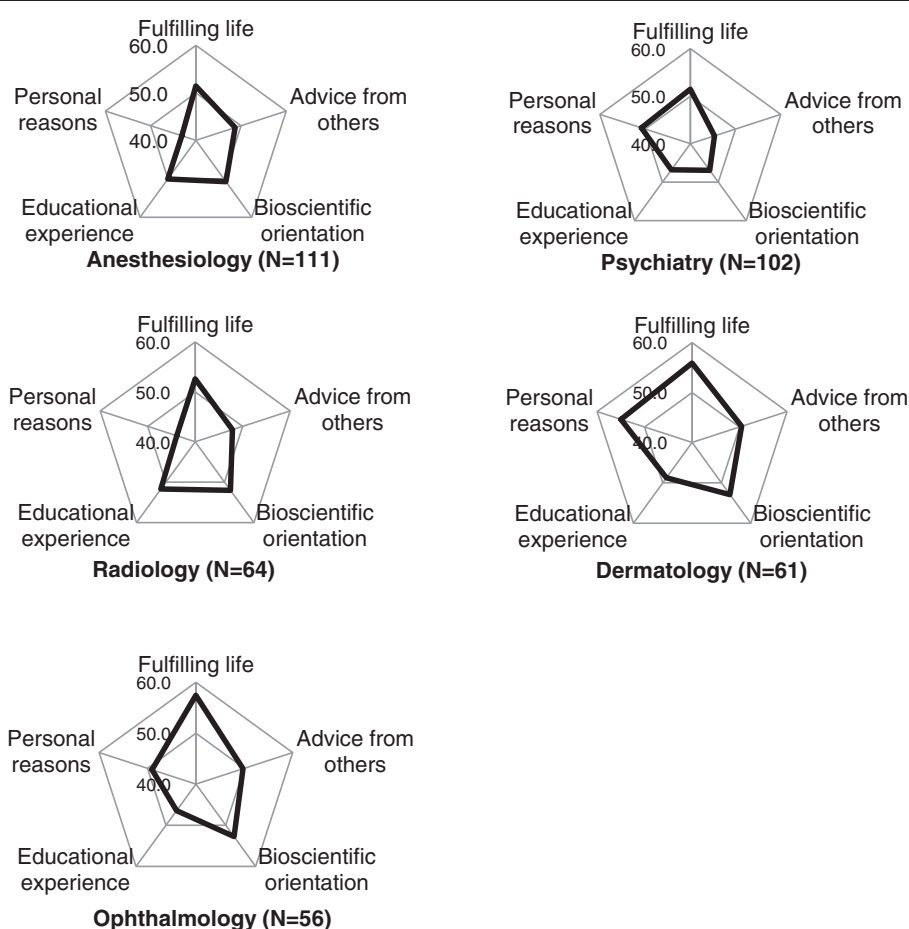 Fulfilling life
60.0
Personal
reasons
50.0
Advice from
others
40.0
Educational
experience
Bioscientific
orientation
Anesthesiology (N=111)
Fulfilling life
60.0
Personal
reasons
50.0
Advice from
others
40.0
Educational
experience
Bioscientific
orientation
Psychiatry (N=102)
Fulfilling life
60.0
Personal
reasons
50.0
Advice from
others
40.0
Educational
experience
Bioscientific
orientation
Radiology (N=64)
Fulfilling life
60.0
Personal
reasons
50.0
Advice from
others
40.0
Educational
experience
Bioscientific
orientation
Dermatology (N=61)
Fulfilling life
60.0
Personal
reasons
50.0
Advice from
others
40.0
Educational
experience
Bioscientific
orientation
Ophthalmology (N=56)